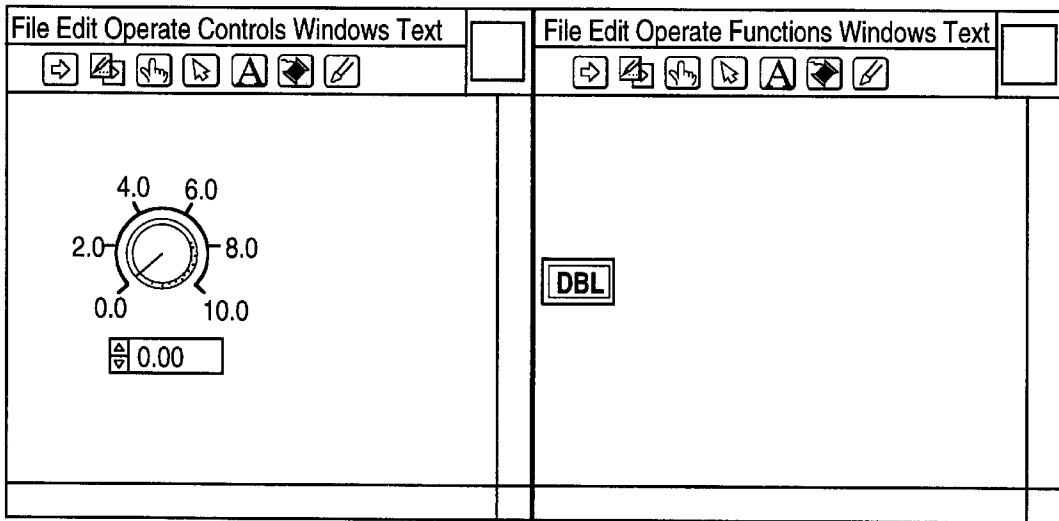 File Edit Operate Controls Windows Text
A
4.0 6.0
2.0 8.0
0.0 10.0
0.00
File Edit Operate Functions Windows Text
A
DBL